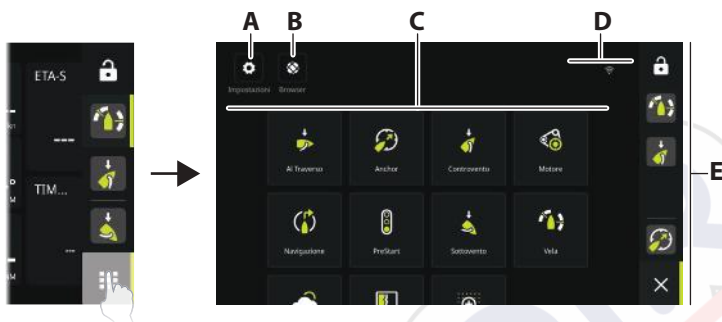 A B C D
ETA-S
TIM...
Impostazioni Browser
Al Traverso Anchor Controvento Motore
E
Navigazione PreStart Sottovento Vela